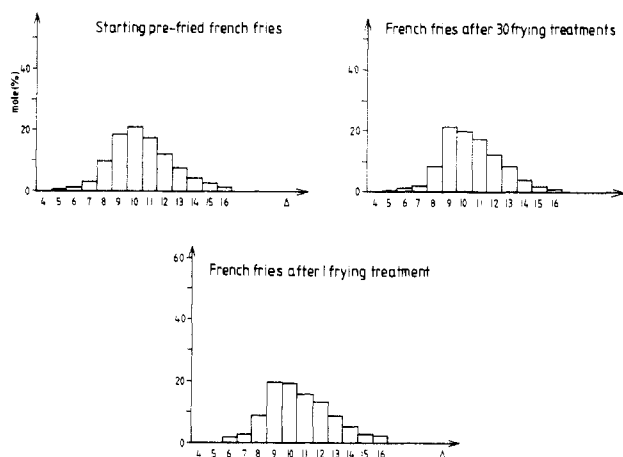 Starting pre-fried french fries
mole(%)
40
20
0
4 5 6 7 8 9 10 11 12 13 14 15 16 Δ
French fries after 30 frying treatments
40
20
0
4 5 6 7 8 9 10 11 12 13 14 15 16
French fries after 1 frying treatment
60
40
20
0
4 5 6 7 8 9 10 11 12 13 14 15 16 Δ